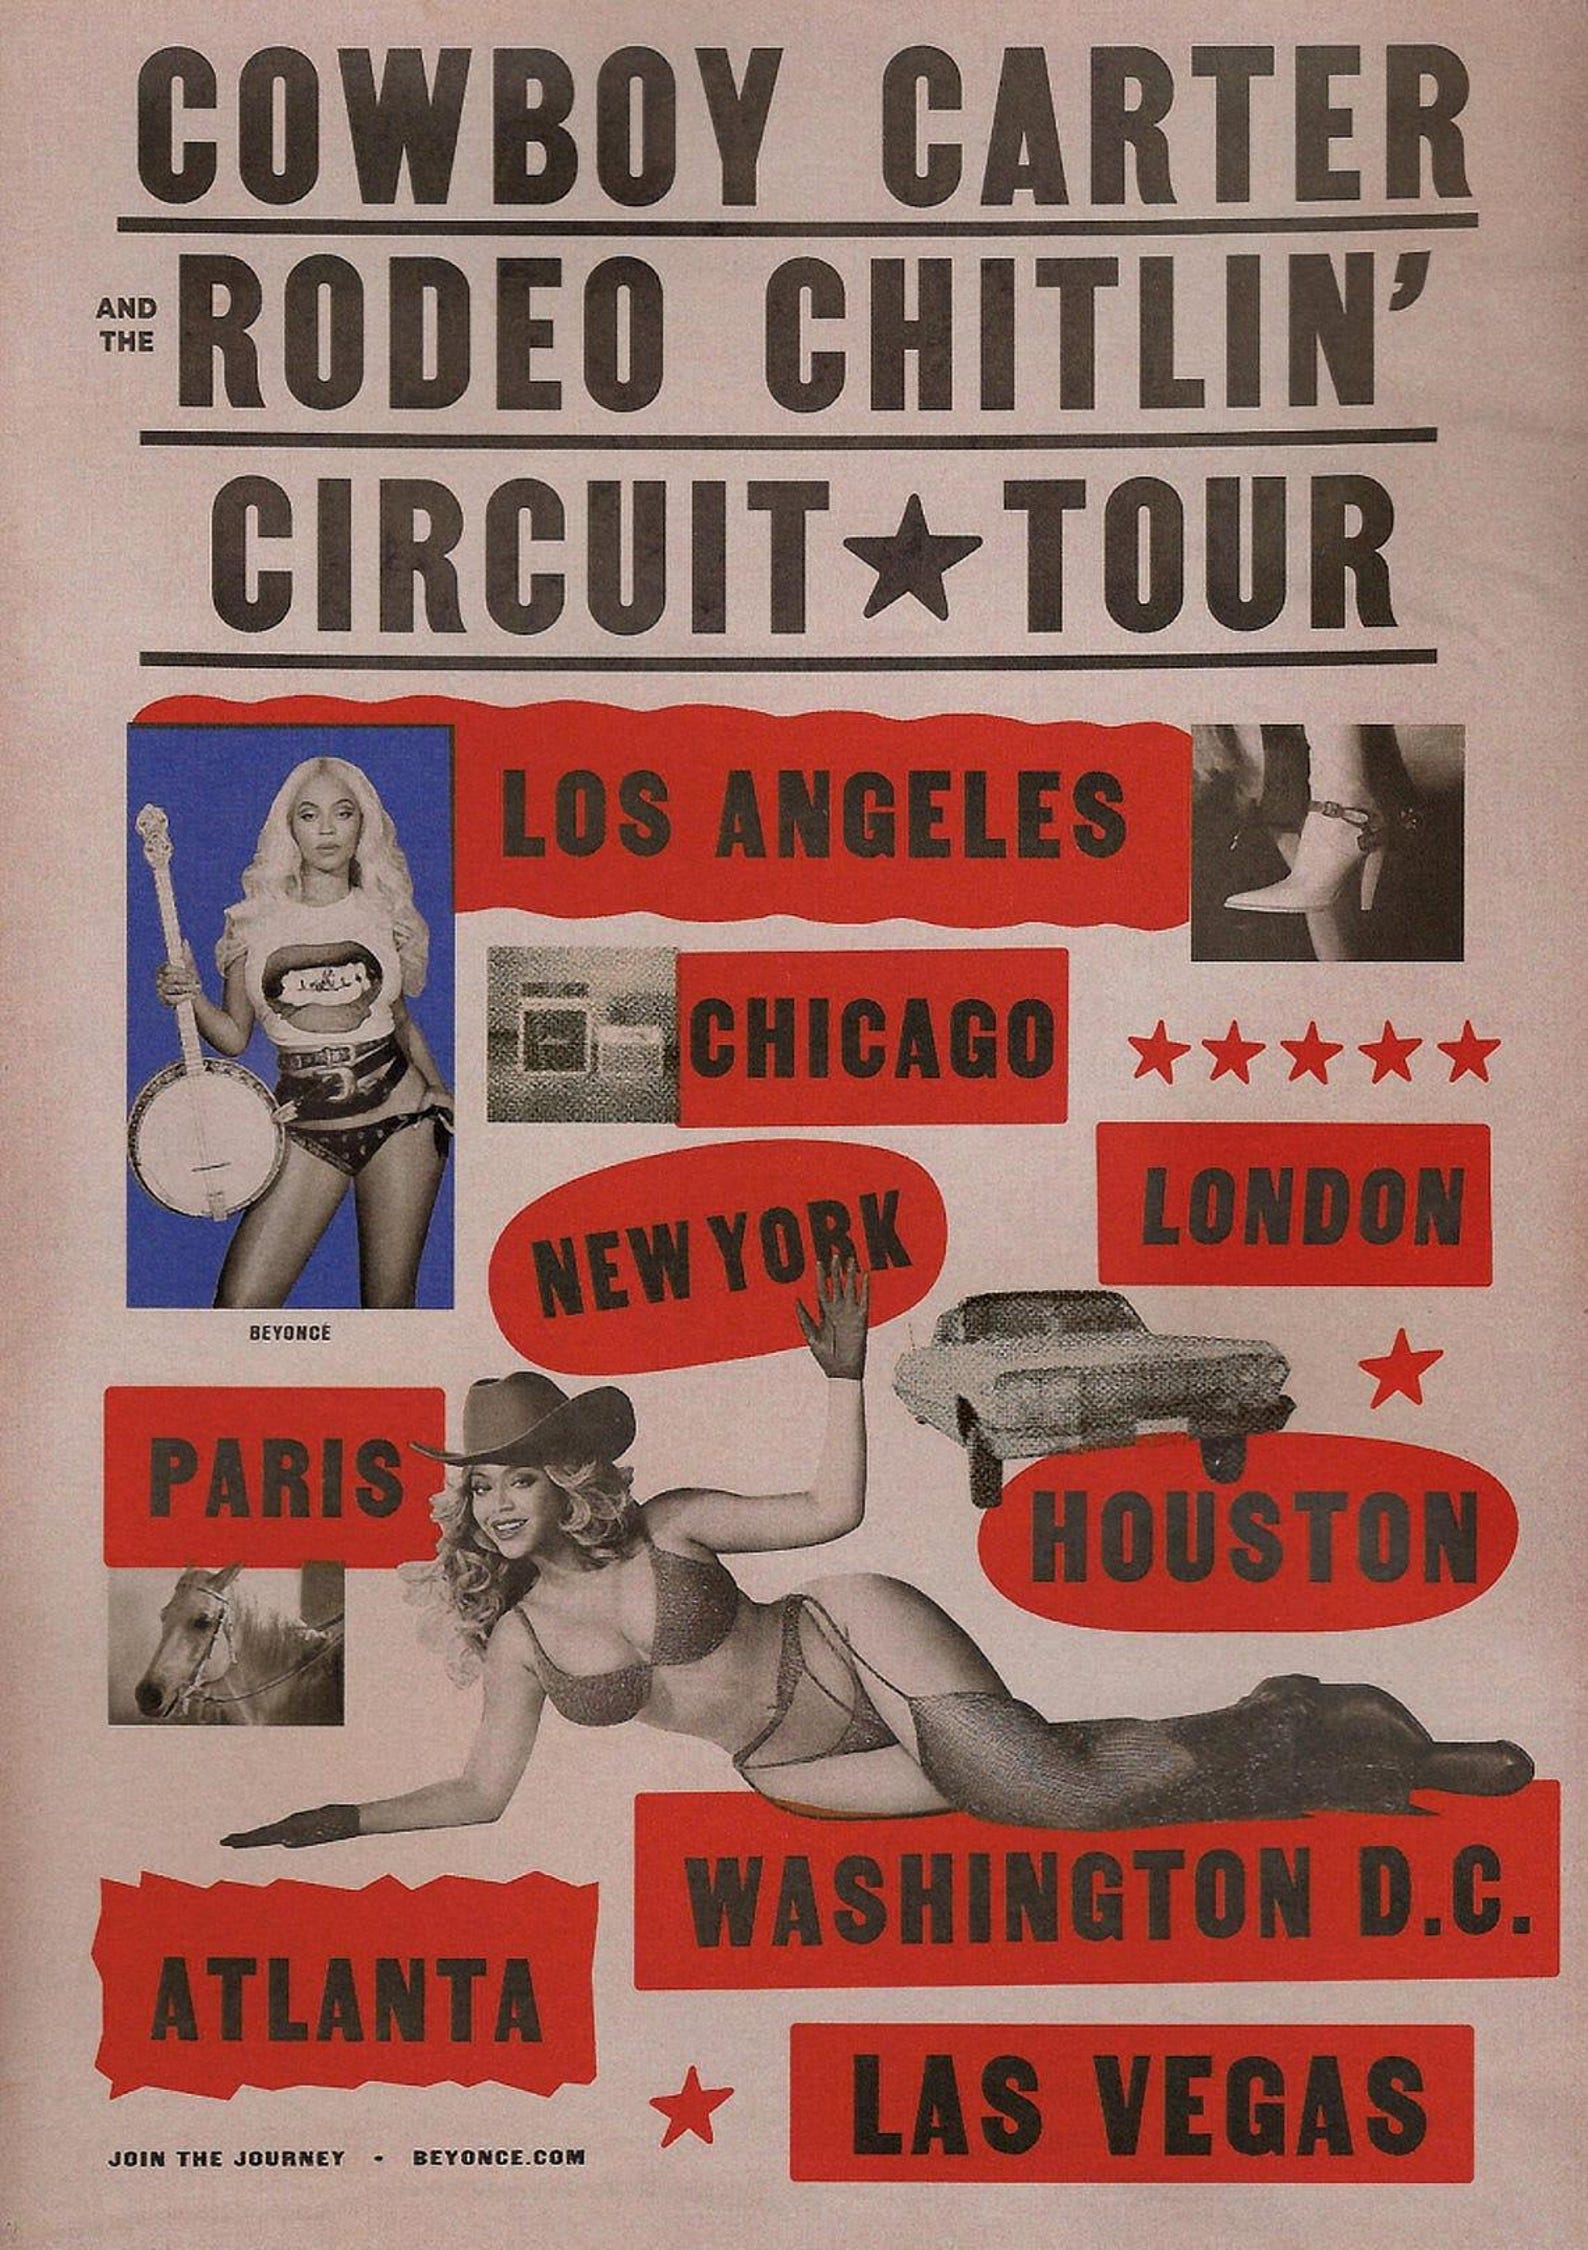 COWBOY CARTER
AND
THE
RODEO CHITLIN’
CIRCUIT★TOUR
LOS ANGELES
CHICAGO
LONDON
NEW YORK
BEYONCÉ
PARIS
HOUSTON
WASHINGTON D.C.
ATLANTA
LAS VEGAS
JOIN THE JOURNEY • BEYONCE.COM